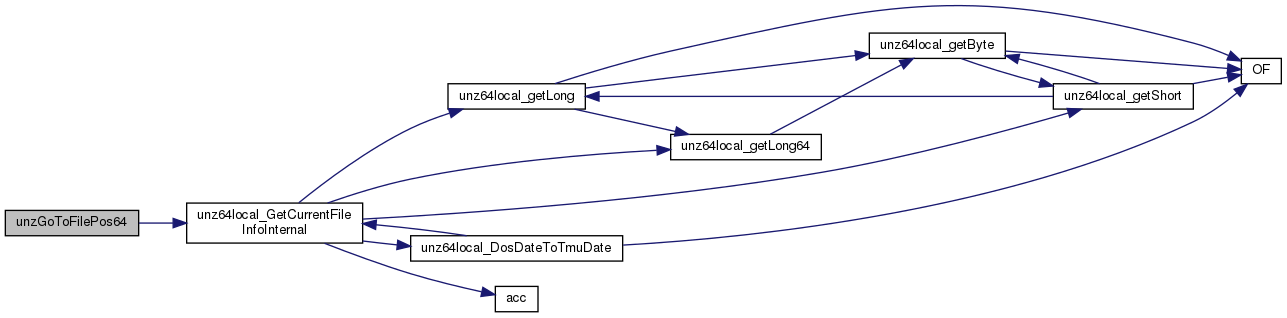 unzGoToFilePos64
unz64local_GetCurrentFile
InfoInternal
unz64local_getLong
unz64local_getLong64
unz64local_DosDateToTmuDate
acc
unz64local_getByte
unz64local_getShort
OF